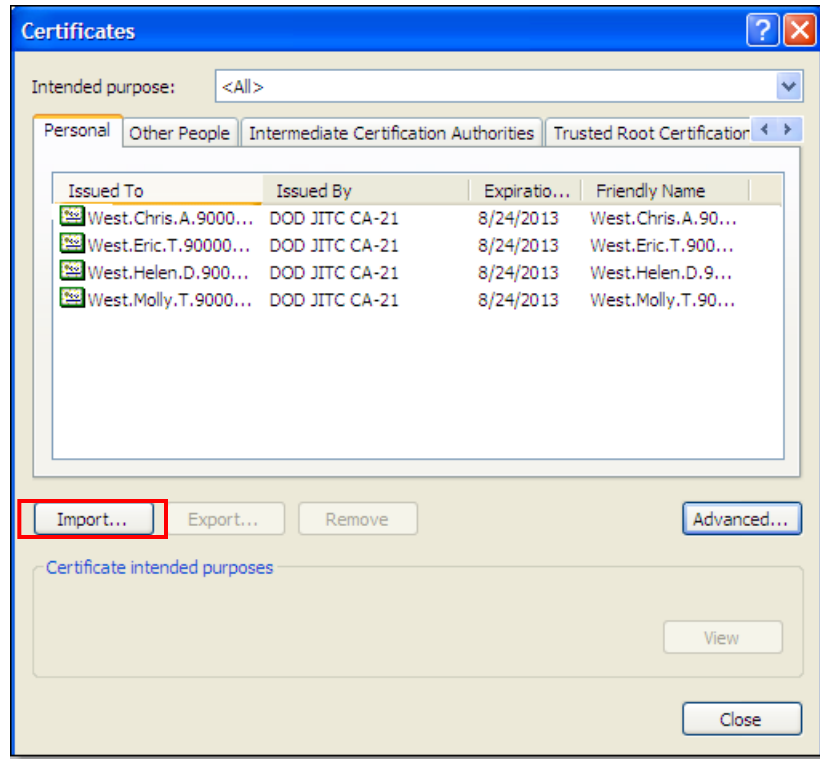 Certificates
Intended purpose: <All>
Personal Other People Intermediate Certification Authorities Trusted Root Certification
Issued To Issued By Expiratio... Friendly Name
West.Chris.A.9000... DOD JITC CA-21 8/24/2013 West.Chris.A.90...
West.Eric.T.90000... DOD JITC CA-21 8/24/2013 West.Eric.T.900...
West.Helen.D.900... DOD JITC CA-21 8/24/2013 West.Helen.D.9...
West.Molly.T.9000... DOD JITC CA-21 8/24/2013 West.Molly.T.90...
Import... Export... Remove Advanced...
Certificate intended purposes
View
Close